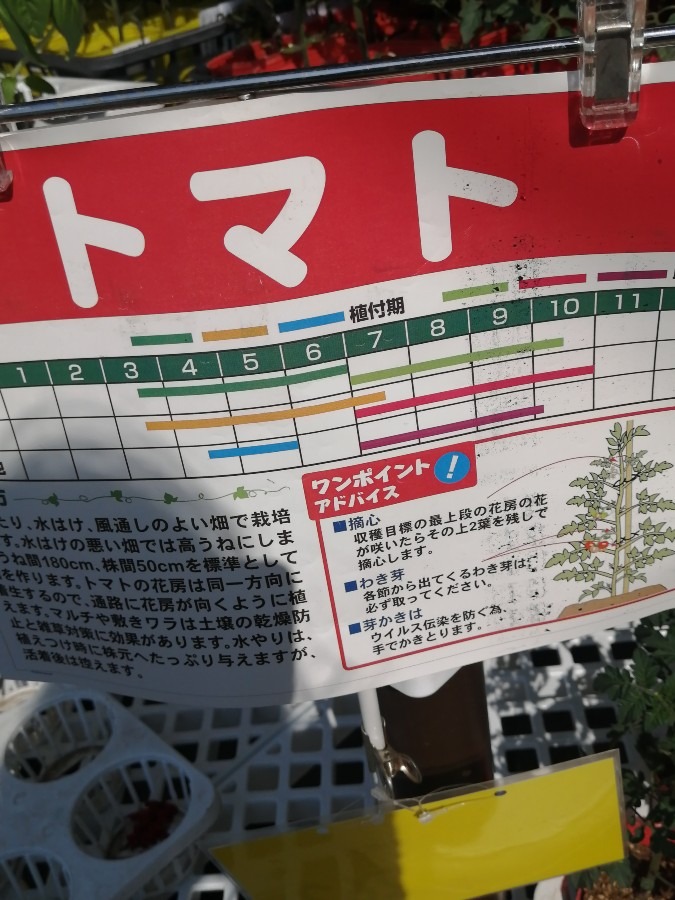 トマト
植付期
1 2 3 4 5 6 7 8 9 10 11
ワンポイント
アドバイス !
■摘心
収穫目標の最上段の花房の花
が咲いたらその上2葉を残しで
摘心します。
■わき芽
各節から出てくるわき芽は、
必ず取ってください。
■芽かきは
ウイルス伝染を防ぐ為、
手でかきとります。
方
たり、水はけ、風通しのよい畑で栽培
す。水はけの悪い畑では高うねにしま
うね間180cm、株間50cmを標準として
を作ります。トマトの花房は同一方向に
生するので、通路に花房が向くように植
えます。マルチや敷きワラは土壌の乾燥防
止と雑草対策に効果があります。水やりは、
植えつけ時に株元へたっぷり与えますが、
活着後は控えます。